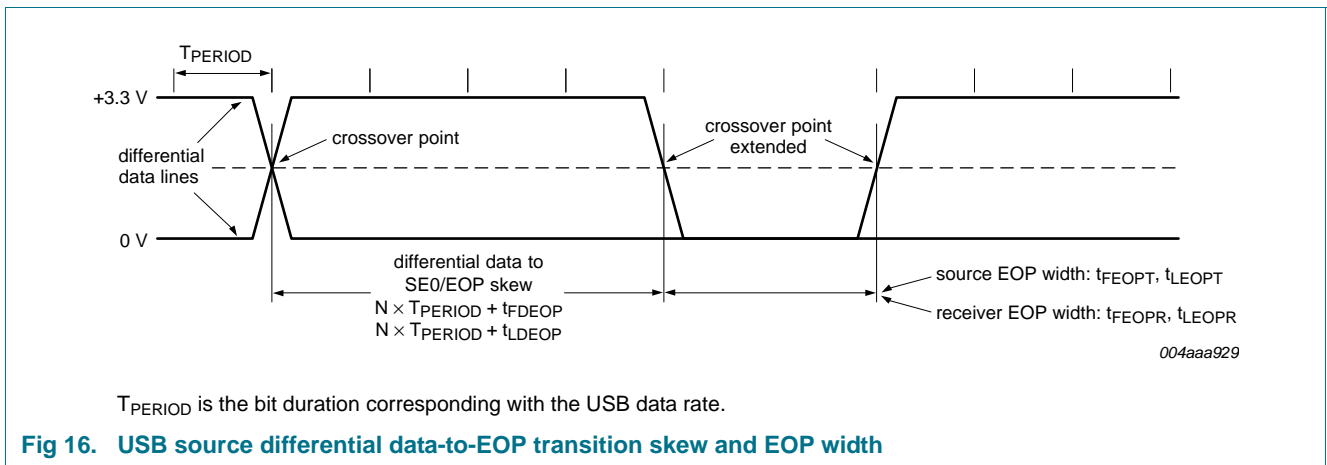 TPERIOD
+3.3 V
crossover point
crossover point
extended
differential
data lines
0 V
differential data to
SE0/EOP skew
N × TPERIOD + tFDEOP
N × TPERIOD + tLDEOP
source EOP width: tFEOPT, tLEOPT
receiver EOP width: tFEOPR, tLEOPR
004aaa929
TPERIOD is the bit duration corresponding with the USB data rate.
Fig 16. USB source differential data-to-EOP transition skew and EOP width